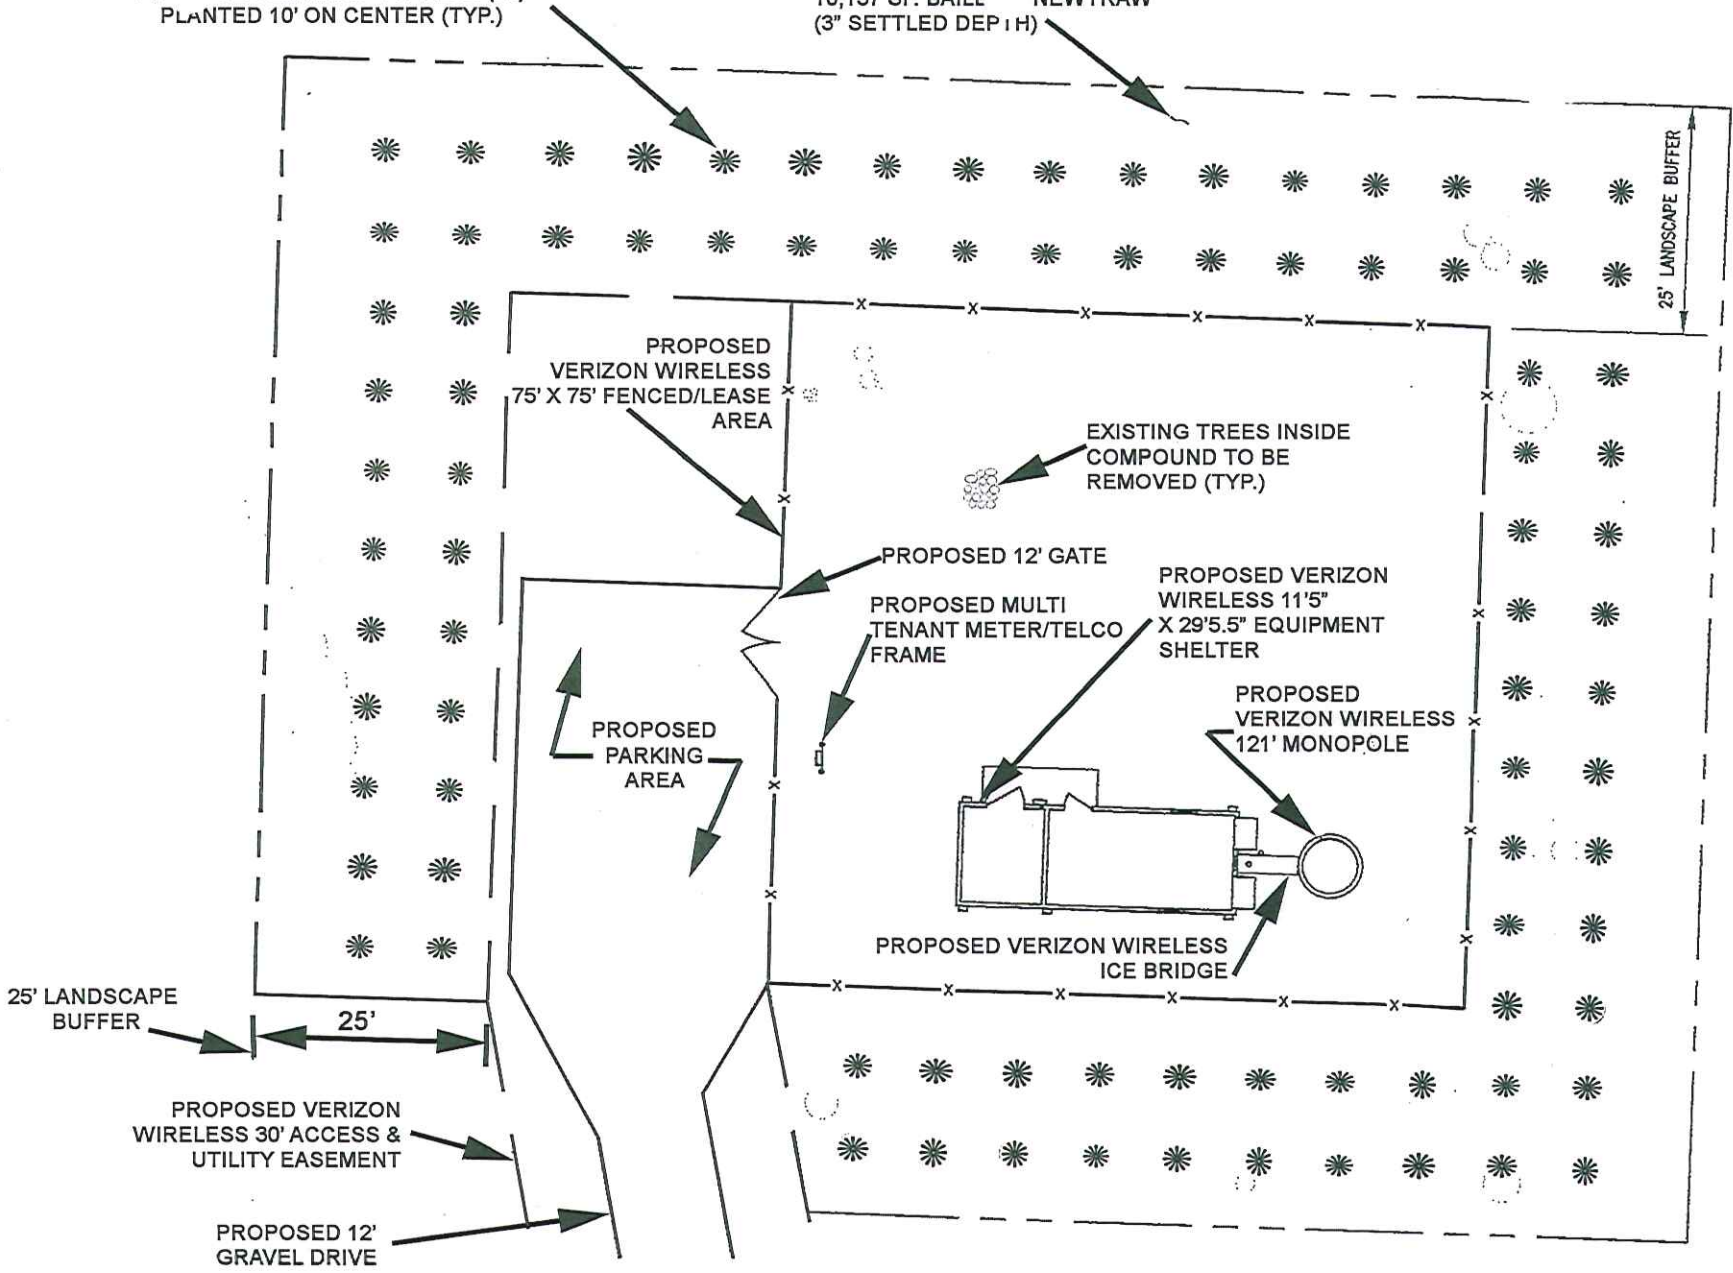 PLANTED 10' ON CENTER (TYP.)
(3" SETTLED DEPTH)
25' LANDSCAPE BUFFER
PROPOSED
VERIZON WIRELESS
75' X 75' FENCED/LEASE
AREA
EXISTING TREES INSIDE
COMPOUND TO BE
REMOVED (TYP.)
PROPOSED 12' GATE
PROPOSED MULTI
TENANT METER/TELCO
FRAME
PROPOSED VERIZON
WIRELESS 11'5"
X 29'5.5" EQUIPMENT
SHELTER
PROPOSED
VERIZON WIRELESS
121' MONOPOLE
PROPOSED
PARKING
AREA
PROPOSED VERIZON WIRELESS
ICE BRIDGE
25' LANDSCAPE
BUFFER
25'
PROPOSED VERIZON
WIRELESS 30' ACCESS &
UTILITY EASEMENT
PROPOSED 12'
GRAVEL DRIVE